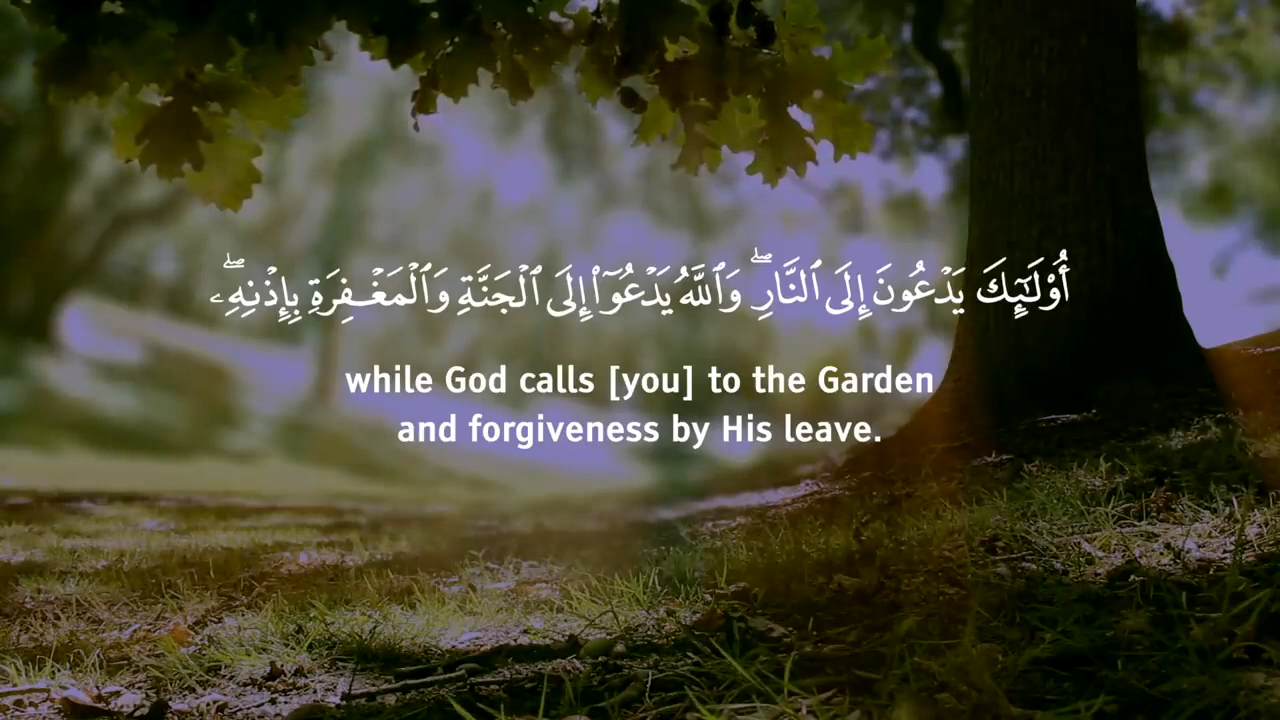 أُو۟لَـٰٓئِكَ يَدْعُونَ إِلَى ٱلنَّارِ ۖ وَٱللَّهُ يَدْعُوٓا۟ إِلَى ٱلْجَنَّةِ وَٱلْمَغْفِرَةِ بِإِذْنِهِۦ ۖ
while God calls [you] to the Garden
and forgiveness by His leave.